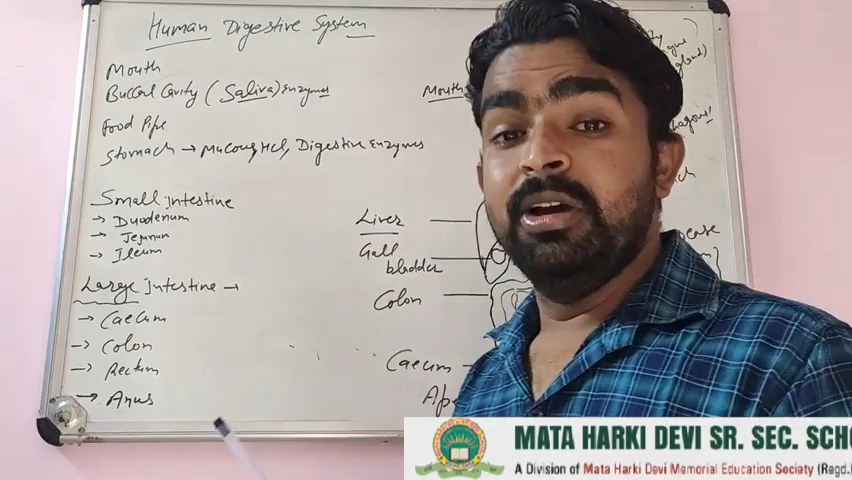 Human Digestive System
Mouth
Buccal Cavity (Saliva) Enzymes
Food Pipe
Stomach → Mucous, HCl, Digestive Enzymes
Small Intestine
→ Duodenum
→ Jejunum
→ Ileum
Large Intestine →
→ Caecum
→ Colon
→ Rectum
→ Anus
Mouth
Liver
Gall
bladder
Colon
Caecum
MATA HARKI DEVI SR. SEC. SCHO
A Division of Mata Harki Devi Memorial Education Society (Regd.)